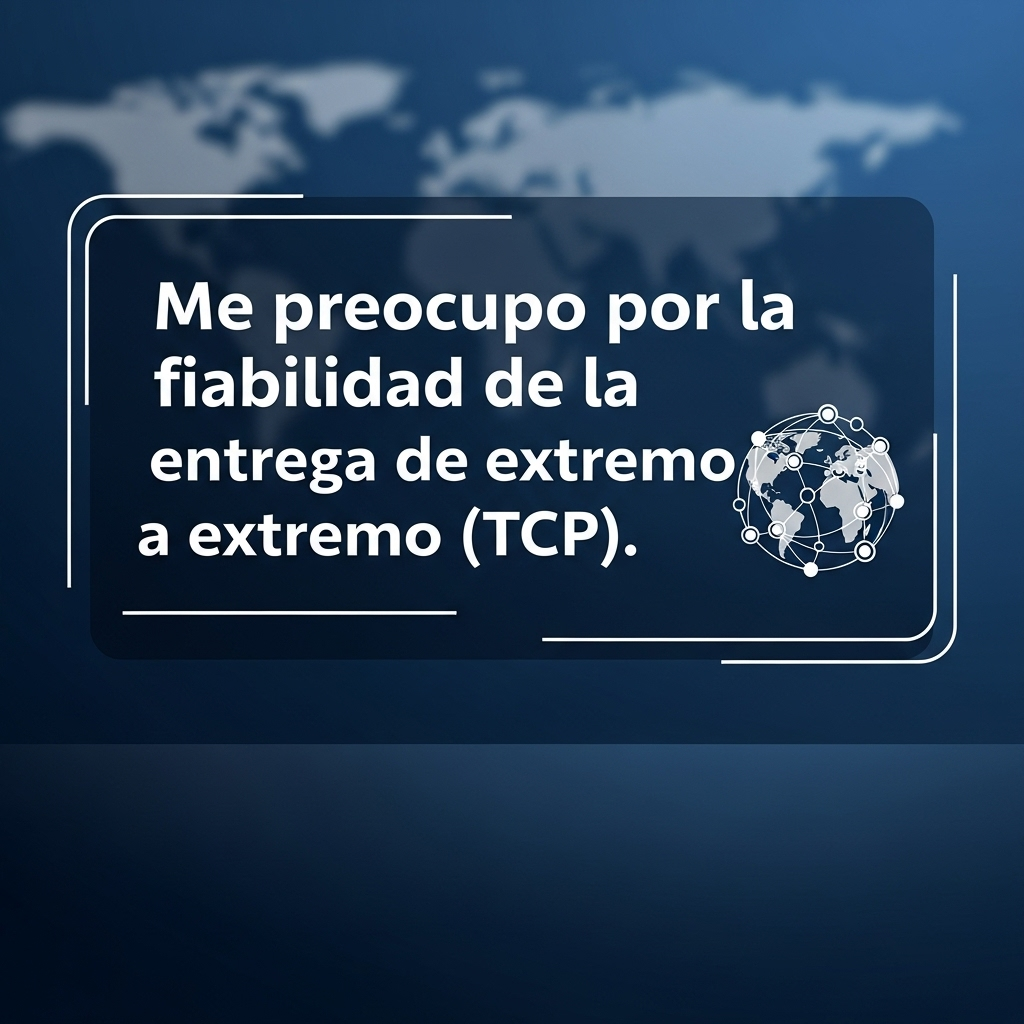 Me preocupo por la
fiabilidad de la
entrega de extremo
a extremo (TCP).